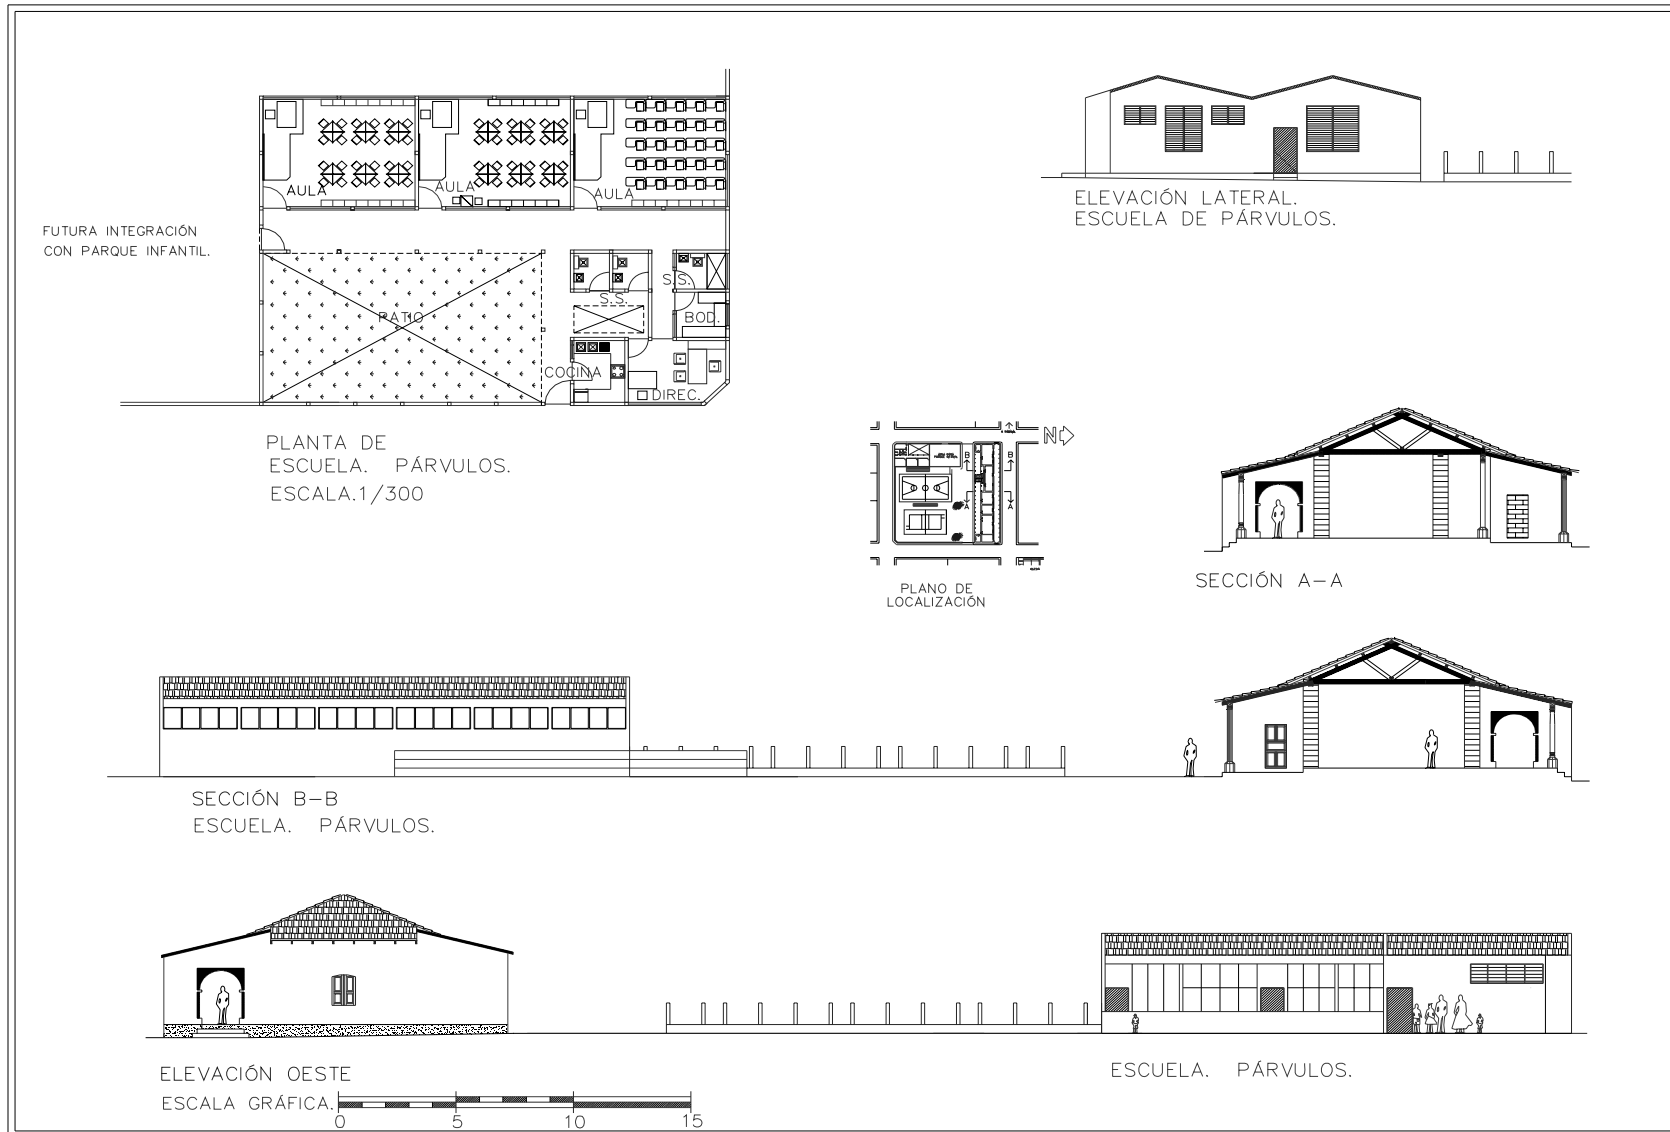 ELEVACIÓN LATERAL.
ESCUELA DE PÁRVULOS.
AULA
AULA
AULA
FUTURA INTEGRACIÓN
CON PARQUE INFANTIL.
S.S.
S.S.
PATIO
BOD.
COCINA
DIREC.
PLANTA DE
ESCUELA. PÁRVULOS.
ESCALA.1/300
N
B
B
A
A
PLANO DE
LOCALIZACIÓN
SECCIÓN A-A
SECCIÓN B-B
ESCUELA. PÁRVULOS.
ELEVACIÓN OESTE
ESCALA GRÁFICA.
0 5 10 15
ESCUELA. PÁRVULOS.